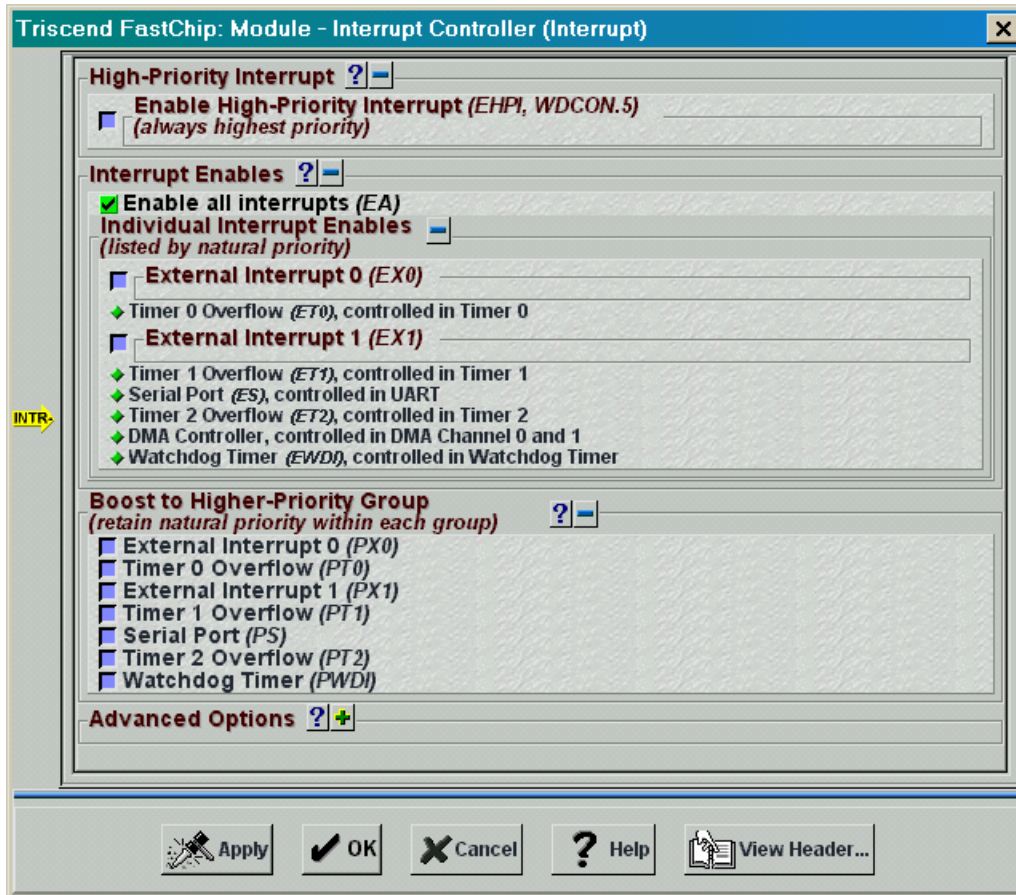 Triscend FastChip: Module - Interrupt Controller (Interrupt)
High-Priority Interrupt ?
Enable High-Priority Interrupt (EHPI, WDCON.5)
(always highest priority)
Interrupt Enables ?
Enable all interrupts (EA)
Individual Interrupt Enables
(listed by natural priority)
External Interrupt 0 (EX0)
Timer 0 Overflow (ET0), controlled in Timer 0
External Interrupt 1 (EX1)
Timer 1 Overflow (ET1), controlled in Timer 1
Serial Port (ES), controlled in UART
Timer 2 Overflow (ET2), controlled in Timer 2
DMA Controller, controlled in DMA Channel 0 and 1
Watchdog Timer (EWDI), controlled in Watchdog Timer
INTR-
Boost to Higher-Priority Group ?
(retain natural priority within each group)
External Interrupt 0 (PX0)
Timer 0 Overflow (PT0)
External Interrupt 1 (PX1)
Timer 1 Overflow (PT1)
Serial Port (PS)
Timer 2 Overflow (PT2)
Watchdog Timer (PWDI)
Advanced Options ?
Apply OK Cancel ? Help View Header...